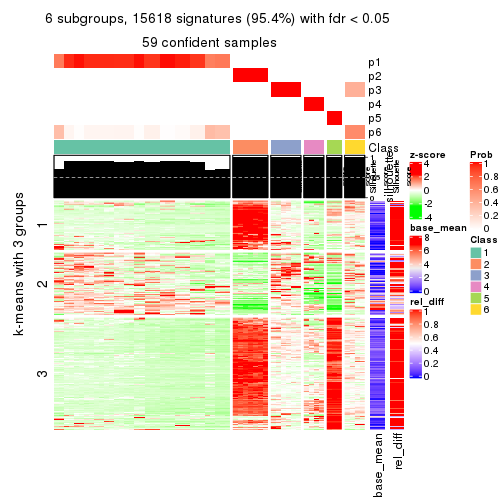 6 subgroups, 15618 signatures (95.4%) with fdr < 0.05
59 confident samples
p1
p2
p3
p4
p5
p6
Class
1
0
silhouette
k-means with 3 groups
1
2
3
base_mean
rel_diff
z-score
4
2
0
-2
-4
base_mean
8
6
4
2
0
rel_diff
1
0.8
0.6
0.4
0.2
0
Prob
1
0.8
0.6
0.4
0.2
0
Class
1
2
3
4
5
6